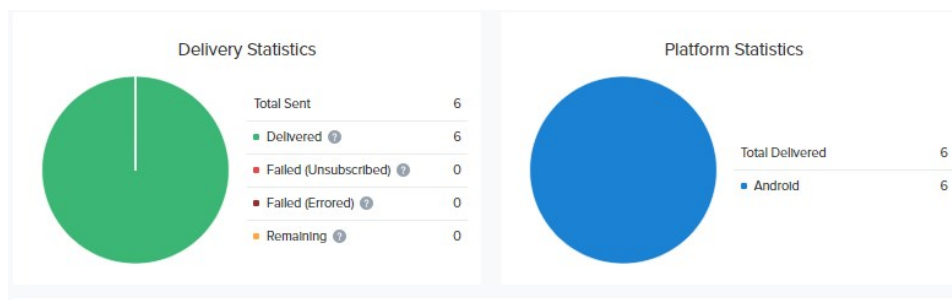 Delivery Statistics
Total Sent 6
Delivered ? 6
Failed (Unsubscribed) ? 0
Failed (Errored) ? 0
Remaining ? 0
Platform Statistics
Total Delivered 6
Android 6